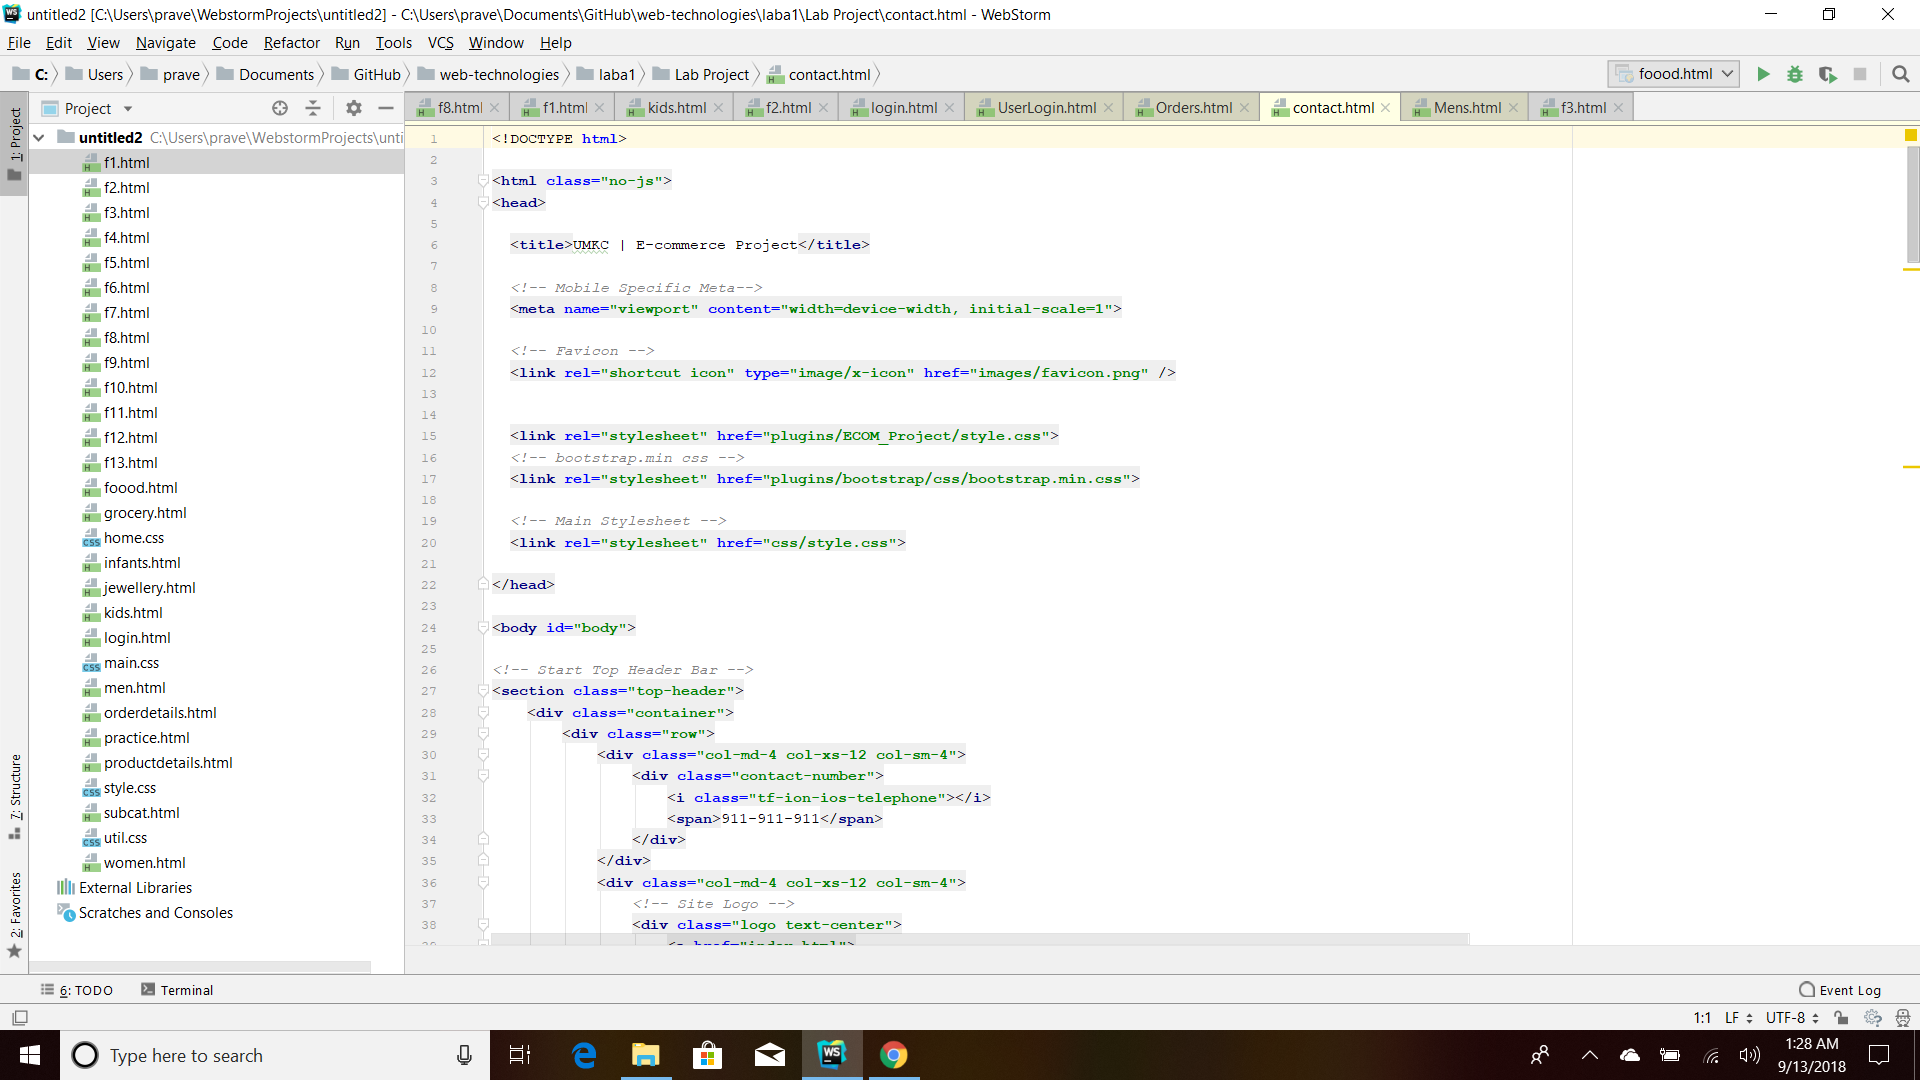 untitled2 [C:\Users\prave\WebstormProjects\untitled2] - C:\Users\prave\Documents\GitHub\web-technologies\laba1\Lab Project\contact.html - WebStorm
File Edit View Navigate Code Refactor Run Tools VCS Window Help
C: Users prave Documents GitHub web-technologies laba1 Lab Project contact.html foood.html
Project
f8.html f1.html kids.html f2.html login.html UserLogin.html Orders.html contact.html Mens.html f3.html
1: Project
7: Structure
2: Favorites
untitled2 C:\Users\prave\WebstormProjects\unti
f1.html
f2.html
f3.html
f4.html
f5.html
f6.html
f7.html
f8.html
f9.html
f10.html
f11.html
f12.html
f13.html
foood.html
grocery.html
home.css
infants.html
jewellery.html
kids.html
login.html
main.css
men.html
orderdetails.html
practice.html
productdetails.html
style.css
subcat.html
util.css
women.html
External Libraries
Scratches and Consoles
1 <!DOCTYPE html>
2
3 <html class="no-js">
4 <head>
5
6 <title>UMKC | E-commerce Project</title>
7
8 <!-- Mobile Specific Meta-->
9 <meta name="viewport" content="width=device-width, initial-scale=1">
10
11 <!-- Favicon -->
12 <link rel="shortcut icon" type="image/x-icon" href="images/favicon.png" />
13
14
15 <link rel="stylesheet" href="plugins/ECOM_Project/style.css">
16 <!-- bootstrap.min css -->
17 <link rel="stylesheet" href="plugins/bootstrap/css/bootstrap.min.css">
18
19 <!-- Main Stylesheet -->
20 <link rel="stylesheet" href="css/style.css">
21
22 </head>
23
24 <body id="body">
25
26 <!-- Start Top Header Bar -->
27 <section class="top-header">
28 <div class="container">
29 <div class="row">
30 <div class="col-md-4 col-xs-12 col-sm-4">
31 <div class="contact-number">
32 <i class="tf-ion-ios-telephone"></i>
33 <span>911-911-911</span>
34 </div>
35 </div>
36 <div class="col-md-4 col-xs-12 col-sm-4">
37 <!-- Site Logo -->
38 <div class="logo text-center">
39 <a href="index.html">
6: TODO Terminal Event Log
1:1 LF UTF-8
Type here to search
1:28 AM
9/13/2018